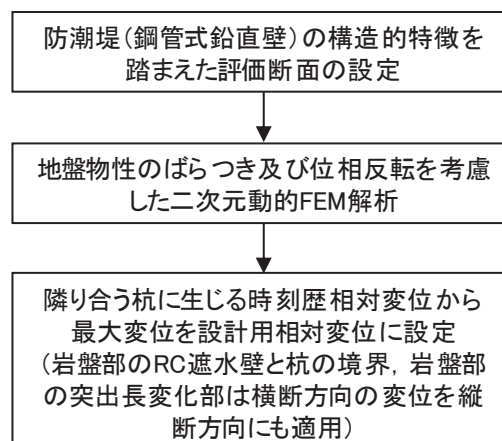 防潮堤（鋼管式鉛直壁）の構造的特徴を
踏まえた評価断面の設定
地盤物性のばらつき及び位相反転を考慮
した二次元動的FEM解析
隣り合う杭に生じる時刻歴相対変位から
最大変位を設計用相対変位に設定
（岩盤部のRC遮水壁と杭の境界，岩盤部
の突出長変化部は横断方向の変位を縦
断方向にも適用）